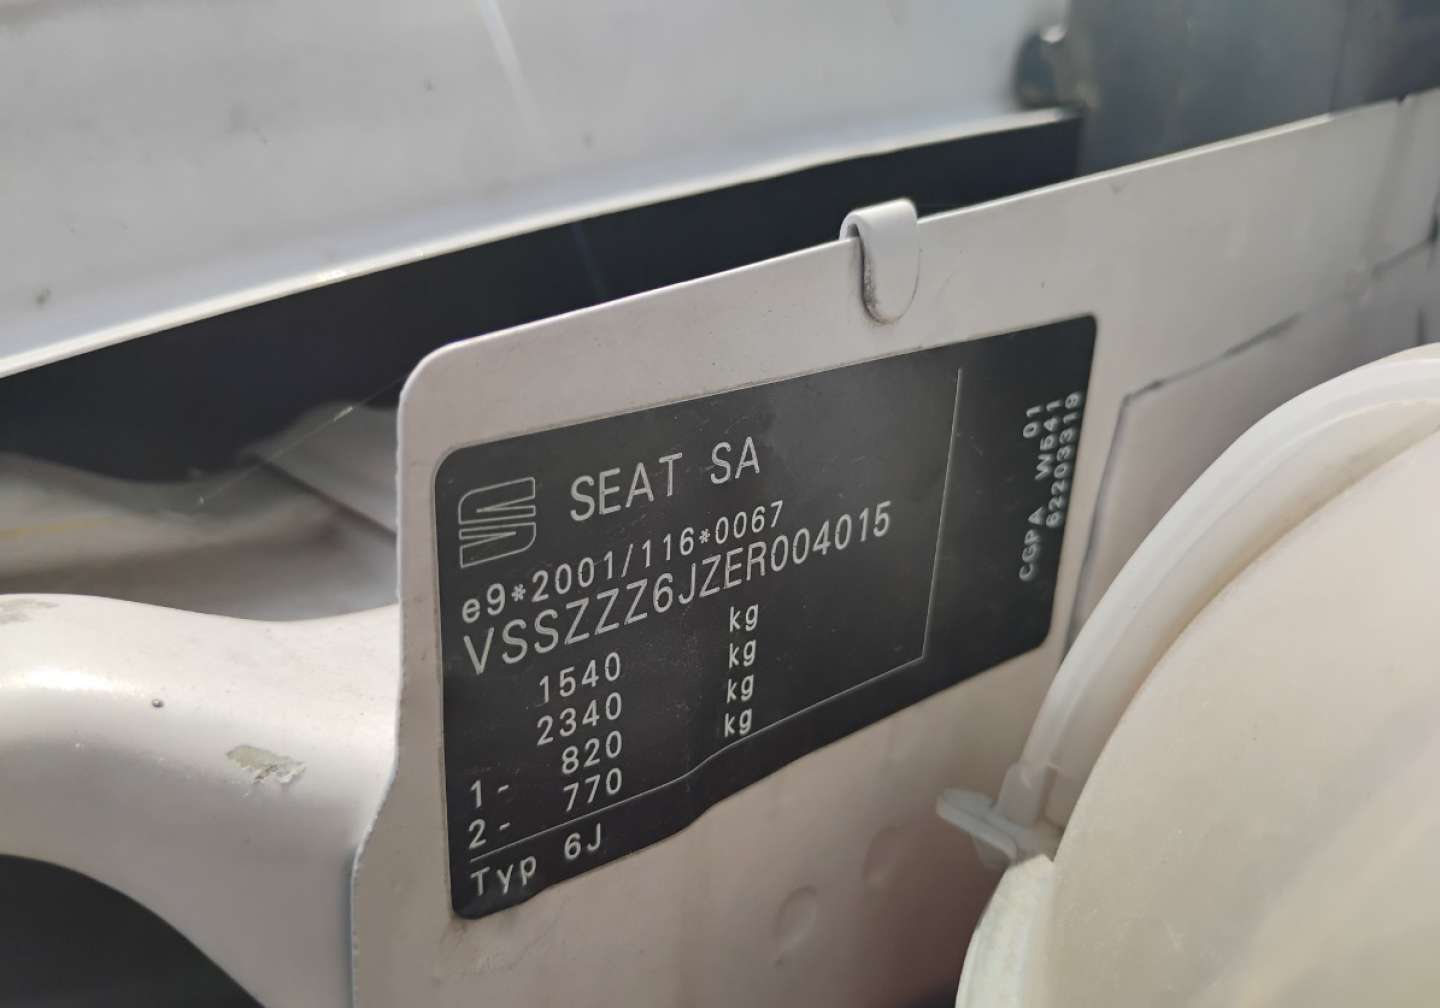 SEAT SA
e9*2001/116*0067
VSSZZZ6JZER004015
1540 kg
2340 kg
1- 820 kg
2- 770 kg
Typ 6J
CGPA W541
62203319
01